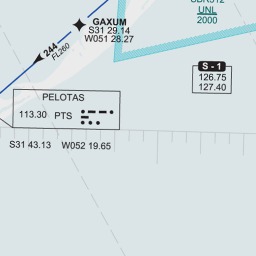 GAXUM
S31 29.14
W051 28.27
UNL
2000
244
FL260
S - 1
126.75
127.40
PELOTAS
113.30 PTS
S31 43.13 W052 19.65